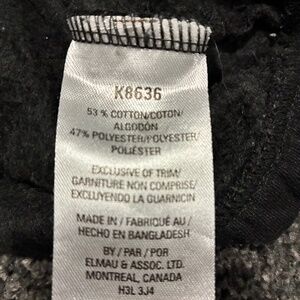 K8636
53 % COTTON/COTON/
ALGODÓN
47% POLYESTER/POLYESTER/
POLIÉSTER
EXCLUSIVE OF TRIM/
GARNITURE NON COMPRISE/
EXCLUYENDO LA GUARNICIN
MADE IN / FABRIQUÉ AU /
HECHO EN BANGLADESH
BY / PAR / POR
ELMAU & ASSOC. LTD.
MONTREAL, CANADA
H3L 3J4